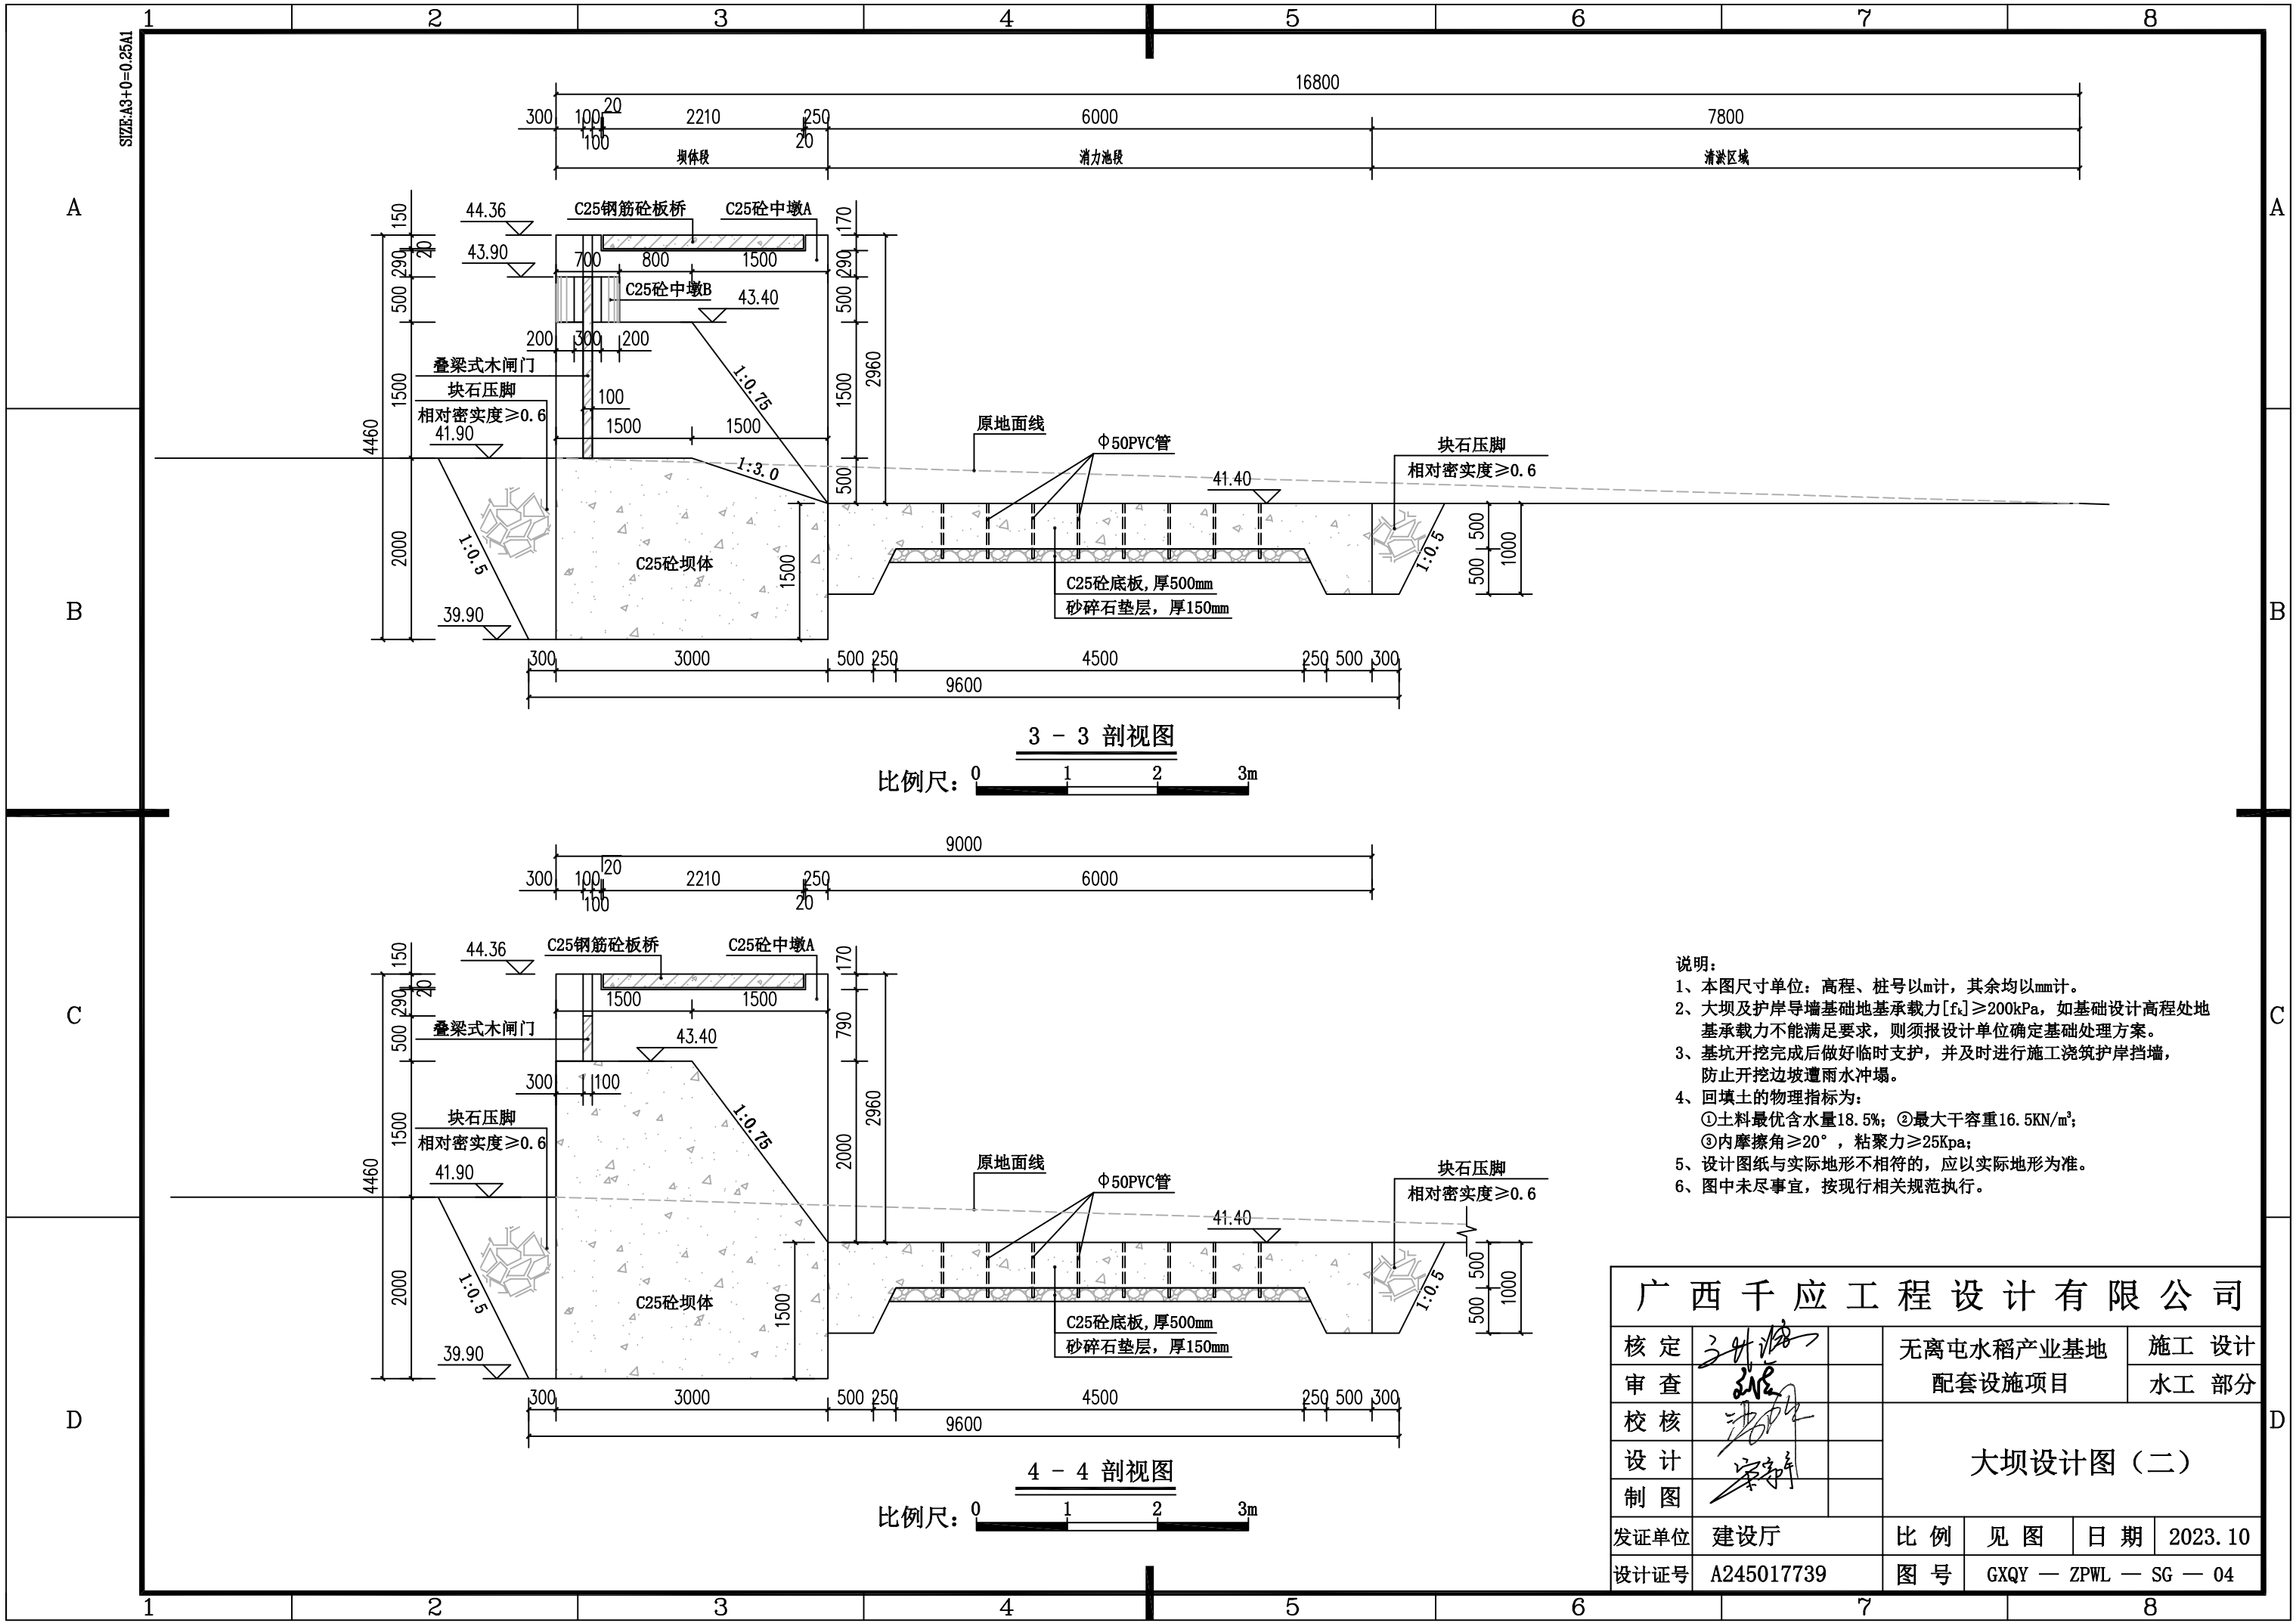 1 2 3 4 5 6 7 8
SIZE:A3+0=0.25A1
A
B
C
D
A
B
C
D
16800
300 100 100 20 2210 20 250 6000 7800
坝体段 消力池段 清淤区域
44.36
43.90
C25钢筋砼板桥
C25砼中墩A
150
20
290
500
1500
2000
4460
170
290
500
1500
500
2960
700 800 1500
C25砼中墩B
43.40
200 300 200
叠梁式木闸门
块石压脚
相对密实度≥0.6
100
1:0.75
41.90
1500 1500
1:3.0
原地面线
Φ50PVC管
41.40
块石压脚
相对密实度≥0.6
1:0.5
C25砼坝体
1500
C25砼底板,厚500mm
砂碎石垫层，厚150mm
1:0.5
500
500
1000
39.90
300 3000 500 250 4500 250 500 300
9600
3 - 3 剖视图
比例尺： 0 1 2 3m
9000
300 100 100 20 2210 20 250 6000
44.36
C25钢筋砼板桥
C25砼中墩A
150
20
290
500
1500
2000
4460
170
790
2000
2960
1500 1500
叠梁式木闸门
43.40
300 100
块石压脚
相对密实度≥0.6
1:0.75
41.90
原地面线
Φ50PVC管
41.40
块石压脚
相对密实度≥0.6
1:0.5
C25砼坝体
1500
C25砼底板,厚500mm
砂碎石垫层，厚150mm
1:0.5
500
500
1000
39.90
300 3000 500 250 4500 250 500 300
9600
4 - 4 剖视图
比例尺： 0 1 2 3m
说明：
1、本图尺寸单位：高程、桩号以m计，其余均以mm计。
2、大坝及护岸导墙基础地基承载力[fₖ]≥200kPa，如基础设计高程处地
基承载力不能满足要求，则须报设计单位确定基础处理方案。
3、基坑开挖完成后做好临时支护，并及时进行施工浇筑护岸挡墙，
防止开挖边坡遭雨水冲塌。
4、回填土的物理指标为：
①土料最优含水量18.5%；②最大干容重16.5KN/m³；
③内摩擦角≥20°，粘聚力≥25Kpa；
5、设计图纸与实际地形不相符的，应以实际地形为准。
6、图中未尽事宜，按现行相关规范执行。
广西千应工程设计有限公司
核 定
审 查
校 核
设 计
制 图
无离屯水稻产业基地
配套设施项目
施工 设计
水工 部分
大坝设计图（二）
发证单位 建设厅 比 例 见 图 日 期 2023.10
设计证号 A245017739 图 号 GXQY — ZPWL — SG — 04
1 2 3 4 5 6 7 8